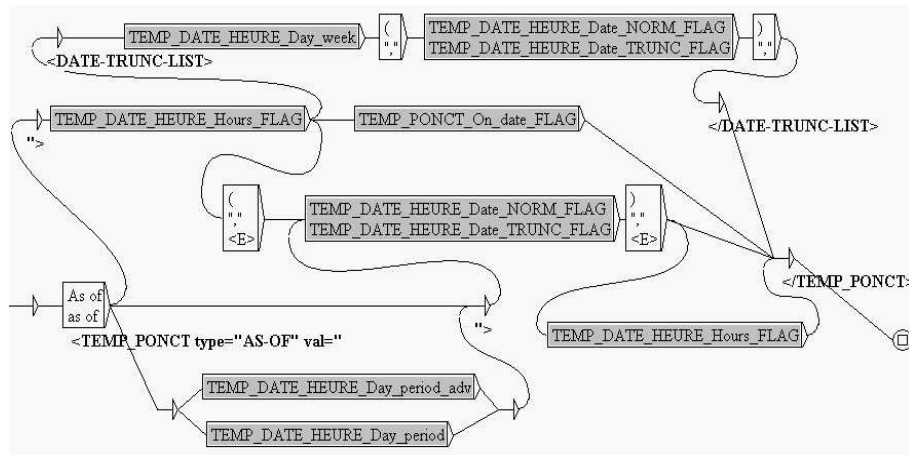 TEMP_DATE_HEURE_Day_week
(
","
TEMP_DATE_HEURE_Date_NORM_FLAG
TEMP_DATE_HEURE_Date_TRUNC_FLAG
)
","
<DATE-TRUNC-LIST>
TEMP_DATE_HEURE_Hours_FLAG
TEMP_PONCT_On_date_FLAG
</DATE-TRUNC-LIST>
">
(
","
<E>
TEMP_DATE_HEURE_Date_NORM_FLAG
TEMP_DATE_HEURE_Date_TRUNC_FLAG
)
","
<E>
</TEMP_PONCT>
As of
as of
">
<TEMP_PONCT type="AS-OF" val="
TEMP_DATE_HEURE_Hours_FLAG
TEMP_DATE_HEURE_Day_period_adv
TEMP_DATE_HEURE_Day_period